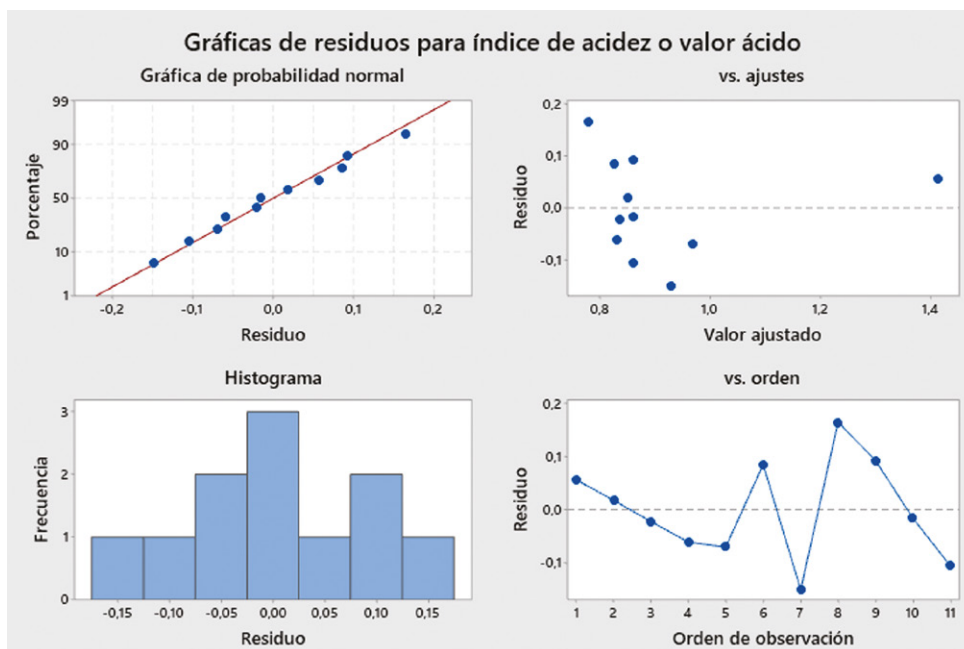 Gráficas de residuos para índice de acidez o valor ácido
Gráfica de probabilidad normal
99
90
50
10
1
Porcentaje
-0,2 -0,1 0,0 0,1 0,2
Residuo
vs. ajustes
0,2
0,1
0,0
-0,1
Residuo
0,8 1,0 1,2 1,4
Valor ajustado
Histograma
3
2
1
0
Frecuencia
-0,15 -0,10 -0,05 0,00 0,05 0,10 0,15
Residuo
vs. orden
0,2
0,1
0,0
-0,1
Residuo
1 2 3 4 5 6 7 8 9 10 11
Orden de observación